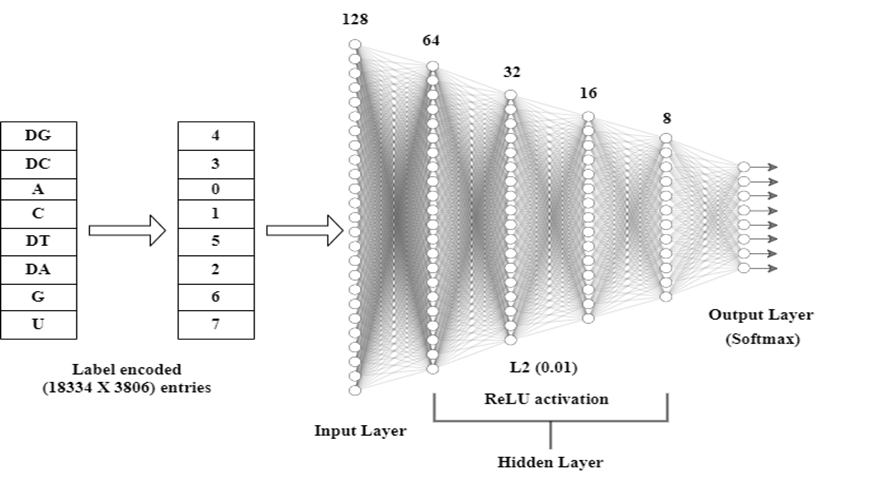 128
64
32
16
8
DG
DC
A
C
DT
DA
G
U
4
3
0
1
5
2
6
7
Label encoded
(18334 X 3806) entries
Input Layer
L2 (0.01)
ReLU activation
Hidden Layer
Output Layer
(Softmax)